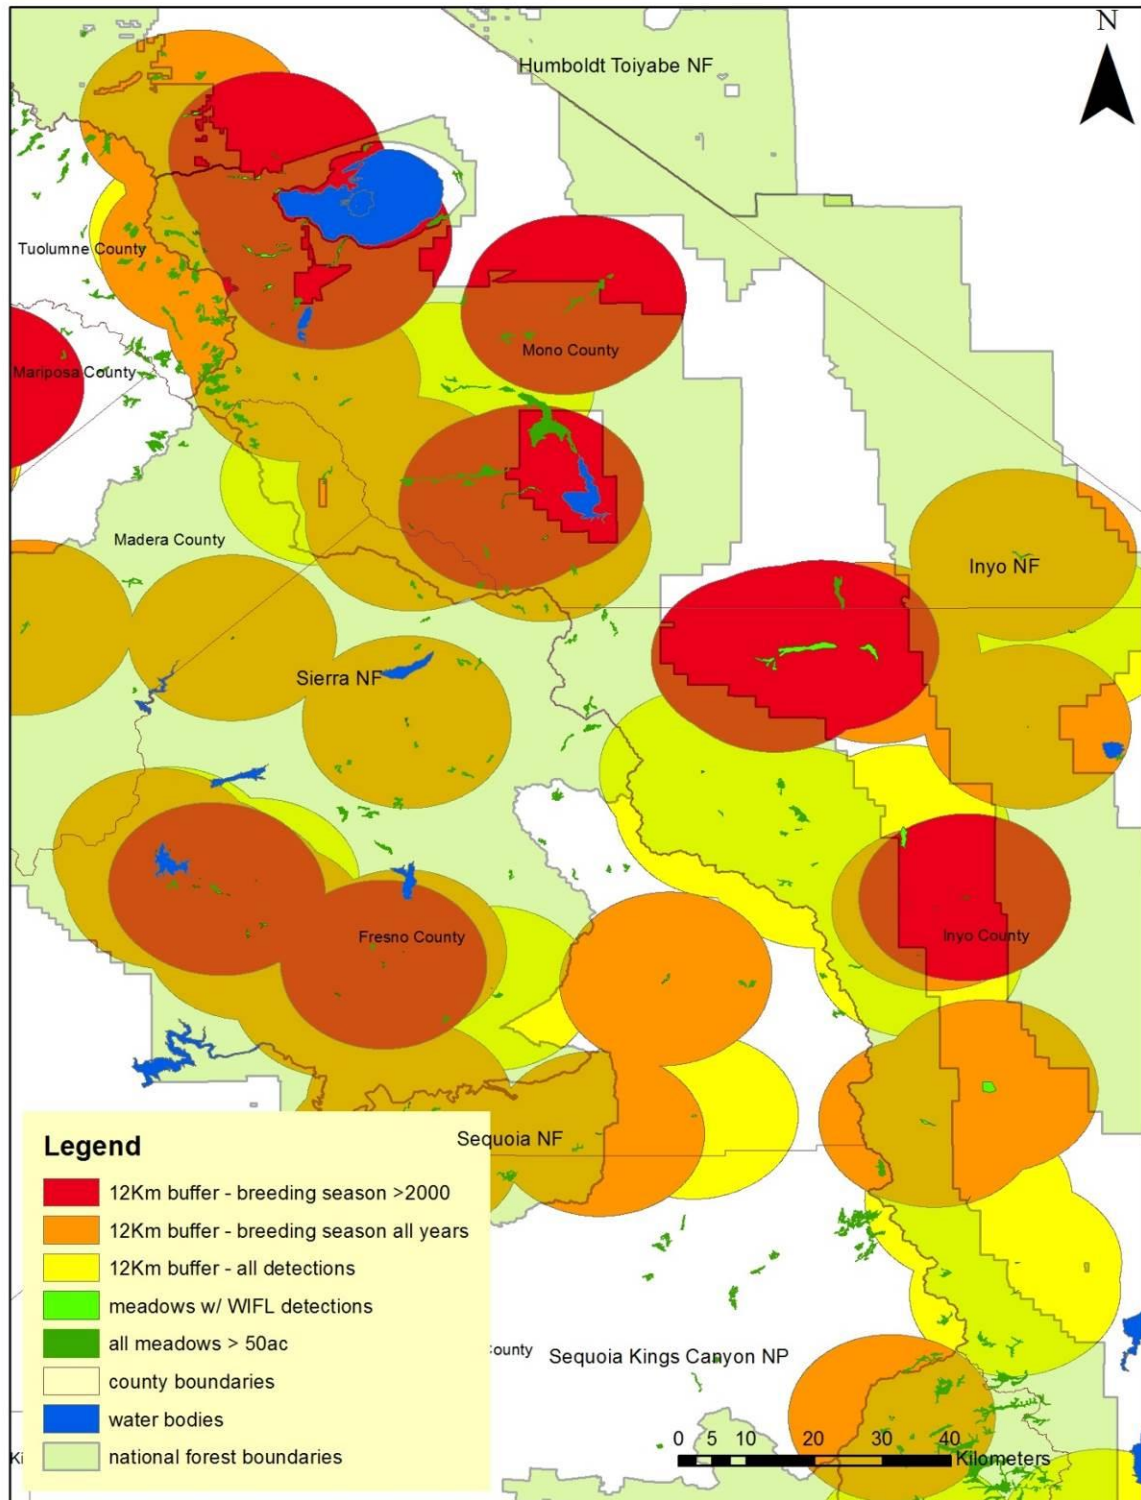 N
Humboldt Toiyabe NF
Tuolumne County
Mono County
Mariposa County
Madera County
Inyo NF
Sierra NF
Fresno County
Inyo County
Sequoia NF
Legend
12Km buffer - breeding season >2000
12Km buffer - breeding season all years
12Km buffer - all detections
meadows w/ WIFL detections
all meadows > 50ac
county boundaries
water bodies
national forest boundaries
County
Sequoia Kings Canyon NP
0 5 10 20 30 40
Kilometers
Ki